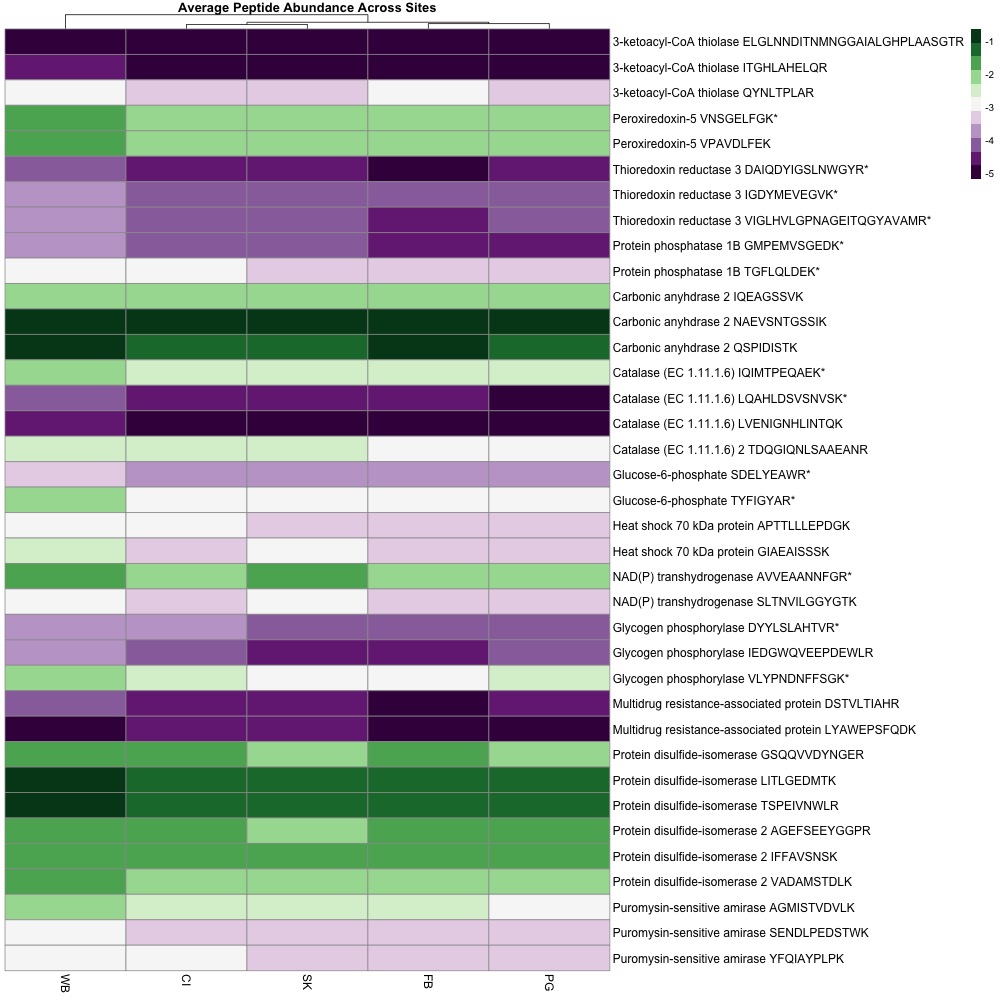 Average Peptide Abundance Across Sites
3-ketoacyl-CoA thiolase ELGLNNDITNMNGGAIALGHPLAASGTR
3-ketoacyl-CoA thiolase ITGHLAHELQR
3-ketoacyl-CoA thiolase QYNLTPLAR
Peroxiredoxin-5 VNSGELFGK*
Peroxiredoxin-5 VPAVDLFEK
Thioredoxin reductase 3 DAIQDYIGSLNWGYR*
Thioredoxin reductase 3 IGDYMEVEGVK*
Thioredoxin reductase 3 VIGLHVLGPNAGEITQGYAVAMR*
Protein phosphatase 1B GMPEMVSGEDK*
Protein phosphatase 1B TGFLQLDEK*
Carbonic anyhdrase 2 IQEAGSSVK
Carbonic anyhdrase 2 NAEVSNTGSSIK
Carbonic anyhdrase 2 QSPIDISTK
Catalase (EC 1.11.1.6) IQIMTPEQAEK*
Catalase (EC 1.11.1.6) LQAHLDSVSNVSK*
Catalase (EC 1.11.1.6) LVENIGNHLINTQK
Catalase (EC 1.11.1.6) 2 TDQGIQNLSAAEANR
Glucose-6-phosphate SDELYEAWR*
Glucose-6-phosphate TYFIGYAR*
Heat shock 70 kDa protein APTTLLLEPDGK
Heat shock 70 kDa protein GIAEAISSSK
NAD(P) transhydrogenase AVVEAANNFGR*
NAD(P) transhydrogenase SLTNVILGGYGTK
Glycogen phosphorylase DYYLSLAHTVR*
Glycogen phosphorylase IEDGWQVEEPDEWLR
Glycogen phosphorylase VLYPNDNFFSGK*
Multidrug resistance-associated protein DSTVLTIAHR
Multidrug resistance-associated protein LYAWEPSFQDK
Protein disulfide-isomerase GSQQVVDYNGER
Protein disulfide-isomerase LITLGEDMTK
Protein disulfide-isomerase TSPEIVNWLR
Protein disulfide-isomerase 2 AGEFSEEYGGPR
Protein disulfide-isomerase 2 IFFAVSNSK
Protein disulfide-isomerase 2 VADAMSTDLK
Puromysin-sensitive amirase AGMISTVDVLK
Puromysin-sensitive amirase SENDLPEDSTWK
Puromysin-sensitive amirase YFQIAYPLPK
-1
-2
-3
-4
-5
WB
CI
SK
FB
PG